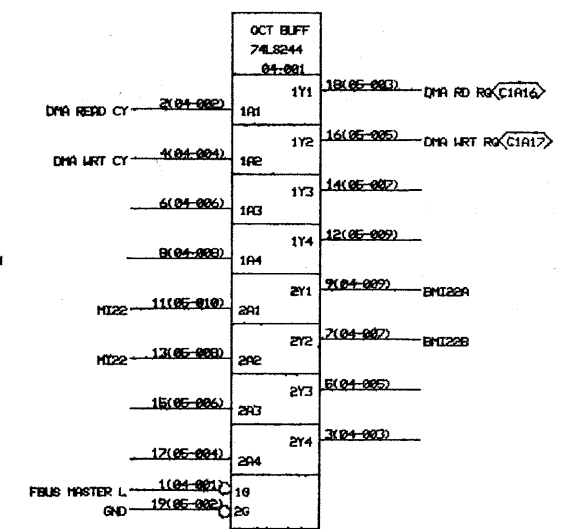 OCT BUFF
74LS244
04-001
1Y1 18(05-003) DMA RD RQ C1A16
DMA READ CY 2(04-002) 1A1
1Y2 16(05-005) DMA WRT RQ C1A17
DMA WRT CY 4(04-004) 1A2
1Y3 14(05-007)
6(04-006) 1A3
1Y4 12(05-009)
8(04-008) 1A4
2Y1 9(04-009) BMI22A
MI22 11(05-010) 2A1
2Y2 7(04-007) BMI22B
MI22 13(05-008) 2A2
2Y3 5(04-005)
15(05-006) 2A3
2Y4 3(04-003)
17(05-004) 2A4
FBUS MASTER L 1(04-001) 1G
GND 19(05-002) 2G